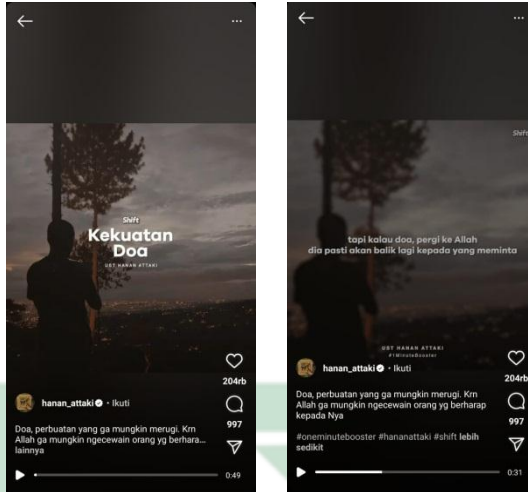 Shift
Kekuatan
Doa
UST HANAN ATTAKI
204rb
hanan_attaki · Ikuti
997
Doa, perbuatan yang ga mungkin merugi. Krn
Allah ga mungkin ngecewain orang yg berhara...
lainnya
0:49
Shift
tapi kalau doa, pergi ke Allah
dia pasti akan balik lagi kepada yang meminta
UST HANAN ATTAKI
#1MinuteBooster
hanan_attaki · Ikuti
204rb
Doa, perbuatan yang ga mungkin merugi. Krn
Allah ga mungkin ngecewain orang yg berharap
kepada Nya
997
#oneminutebooster #hananattaki #shift lebih
sedikit
0:31